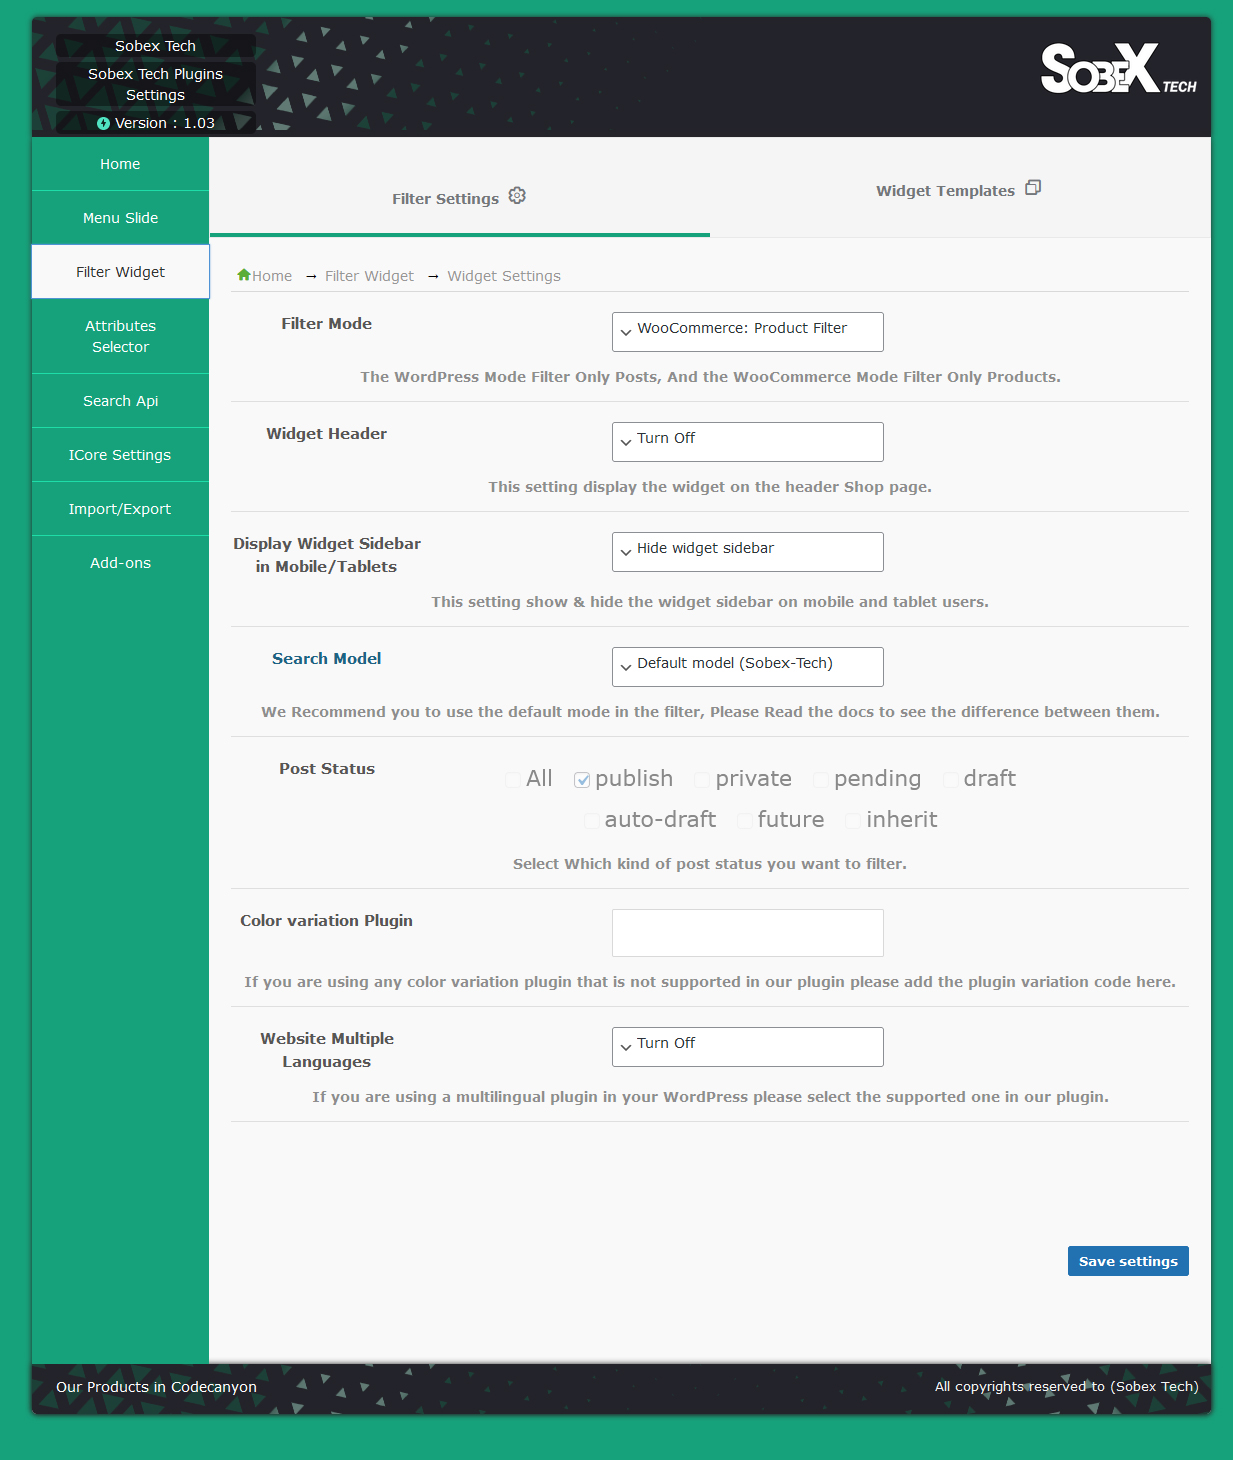 Sobex Tech
Sobex Tech Plugins
Settings
Version : 1.03
SOBEX TECH
Home
Menu Slide
Filter Widget
Attributes
Selector
Search Api
ICore Settings
Import/Export
Add-ons
Filter Settings
Widget Templates
Home → Filter Widget → Widget Settings
Filter Mode
WooCommerce: Product Filter
The WordPress Mode Filter Only Posts, And the WooCommerce Mode Filter Only Products.
Widget Header
Turn Off
This setting display the widget on the header Shop page.
Display Widget Sidebar
in Mobile/Tablets
Hide widget sidebar
This setting show & hide the widget sidebar on mobile and tablet users.
Search Model
Default model (Sobex-Tech)
We Recommend you to use the default mode in the filter, Please Read the docs to see the difference between them.
Post Status
All publish private pending draft
auto-draft future inherit
Select Which kind of post status you want to filter.
Color variation Plugin
If you are using any color variation plugin that is not supported in our plugin please add the plugin variation code here.
Website Multiple
Languages
Turn Off
If you are using a multilingual plugin in your WordPress please select the supported one in our plugin.
Save settings
Our Products in Codecanyon
All copyrights reserved to (Sobex Tech)